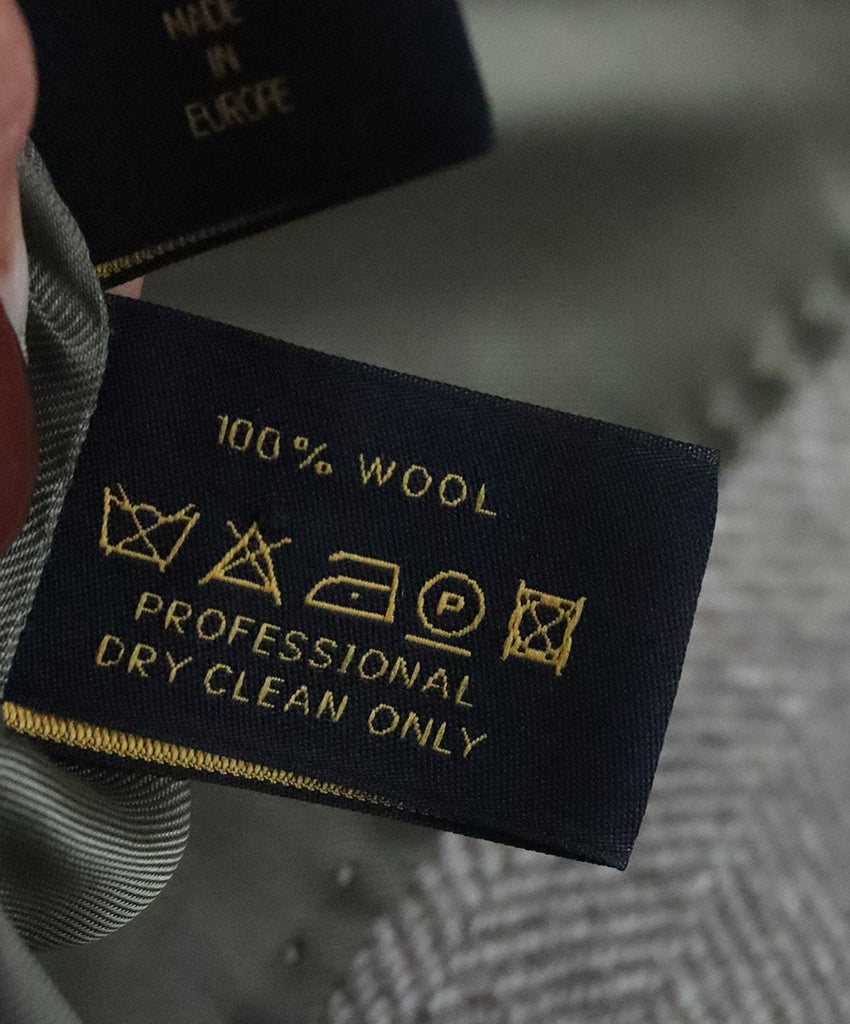 MADE
IN
EUROPE
100% WOOL
P
PROFESSIONAL
DRY CLEAN ONLY